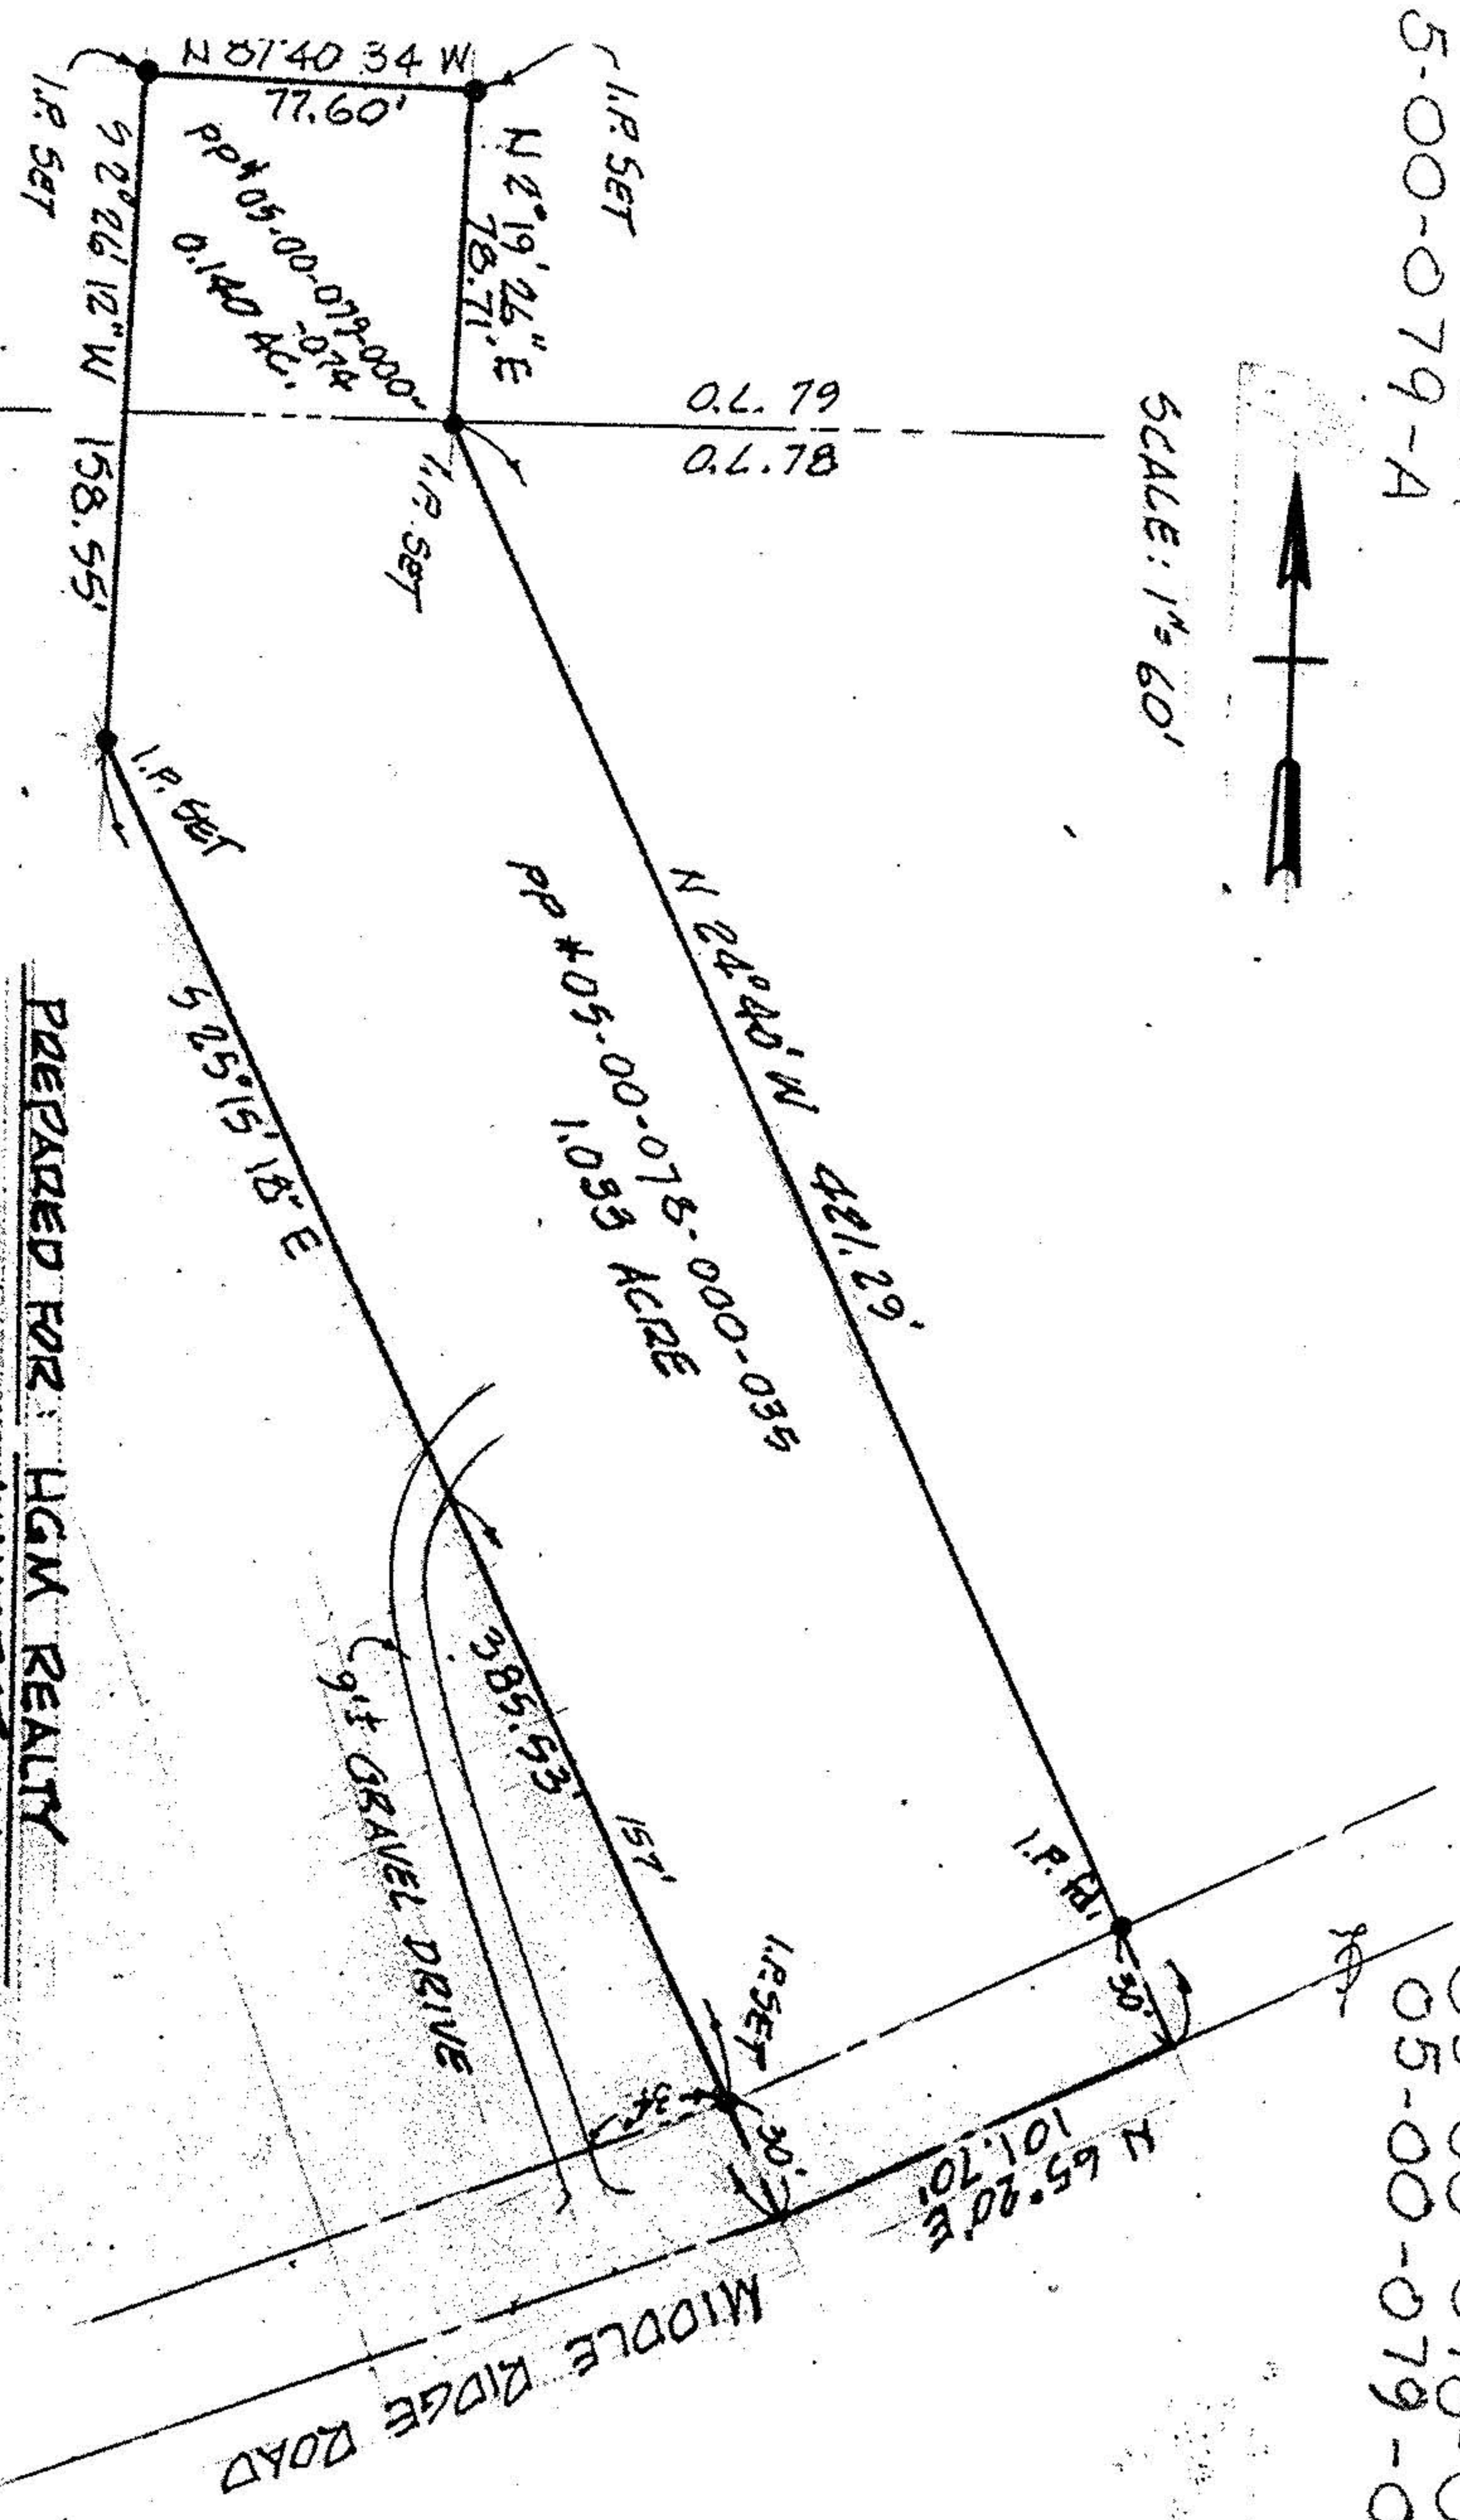 5-00-079-A
SCALE: 1"= 60'
O.L. 79
O.L. 78
I.P. SET
N 2° 19' 26" E
78.71'
N 87 40 34 W
77.60'
I.P. SET
PP*05-00-079-000-
-074
0.140 AC.
S 2° 26' 12" W 158.55'
I.P. SET
I.P. SET
N 24° 40' W 481.29'
PP *05-00-078-000-035
1.033 ACRE
S 25° 15' 18" E
385.53'
157'
9'± GRAVEL DRIVE
I.P. fd.
30'
I.P. SET
30'
34'
N 65° 20' E
101.70'
MIDDLE RIDGE ROAD
05-00-079-0
PREPARED FOR: HGM REALTY